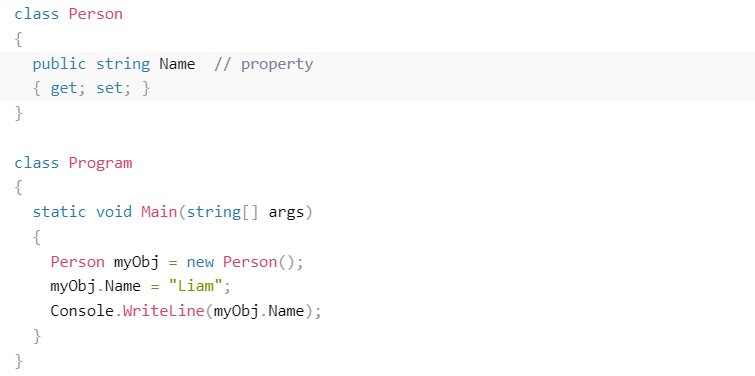 class Person
{
  public string Name  // property
  { get; set; }
}

class Program
{
  static void Main(string[] args)
  {
    Person myObj = new Person();
    myObj.Name = "Liam";
    Console.WriteLine(myObj.Name);
  }
}